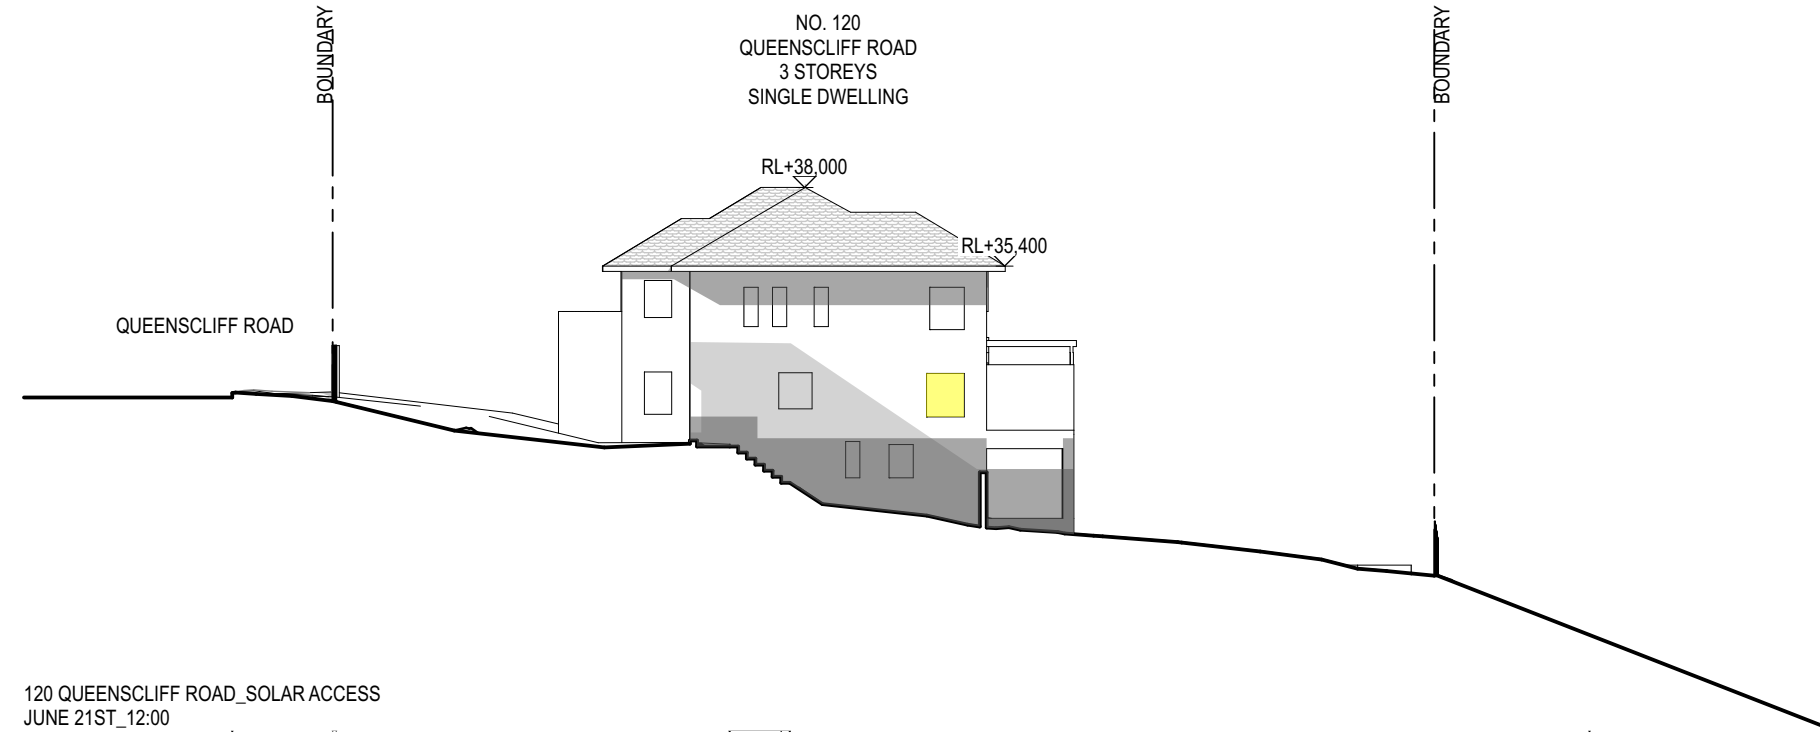 BOUNDARY
NO. 120
QUEENSCLIFF ROAD
3 STOREYS
SINGLE DWELLING
BOUNDARY
RL+38,000
RL+35,400
QUEENSCLIFF ROAD
120 QUEENSCLIFF ROAD_SOLAR ACCESS
JUNE 21ST_12:00